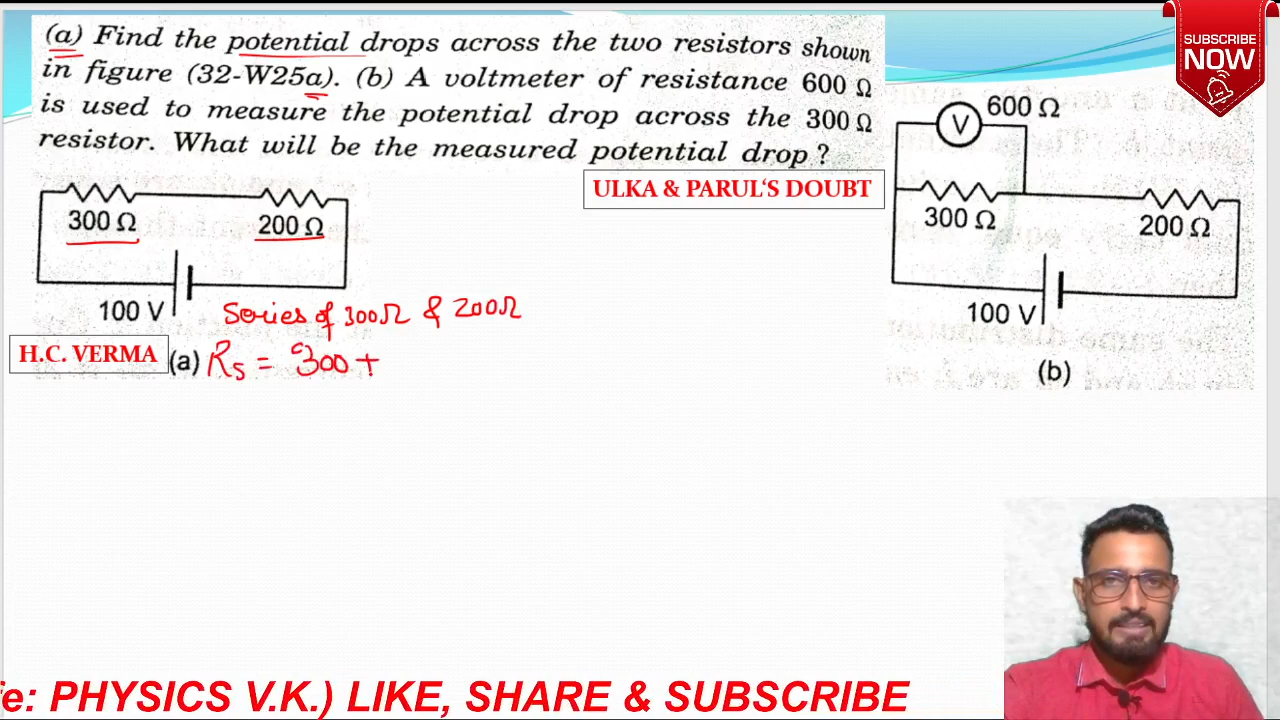 (a) Find the potential drops across the two resistors shown
in figure (32-W25a). (b) A voltmeter of resistance 600 Ω
is used to measure the potential drop across the 300 Ω
resistor. What will be the measured potential drop ?
SUBSCRIBE
NOW
ULKA & PARUL‘S DOUBT
300 Ω
200 Ω
100 V
600 Ω
V
300 Ω
200 Ω
100 V
(b)
Series of 300Ω & 200Ω
H.C. VERMA
(a) RS = 300 +
e: PHYSICS V.K.) LIKE, SHARE & SUBSCRIBE